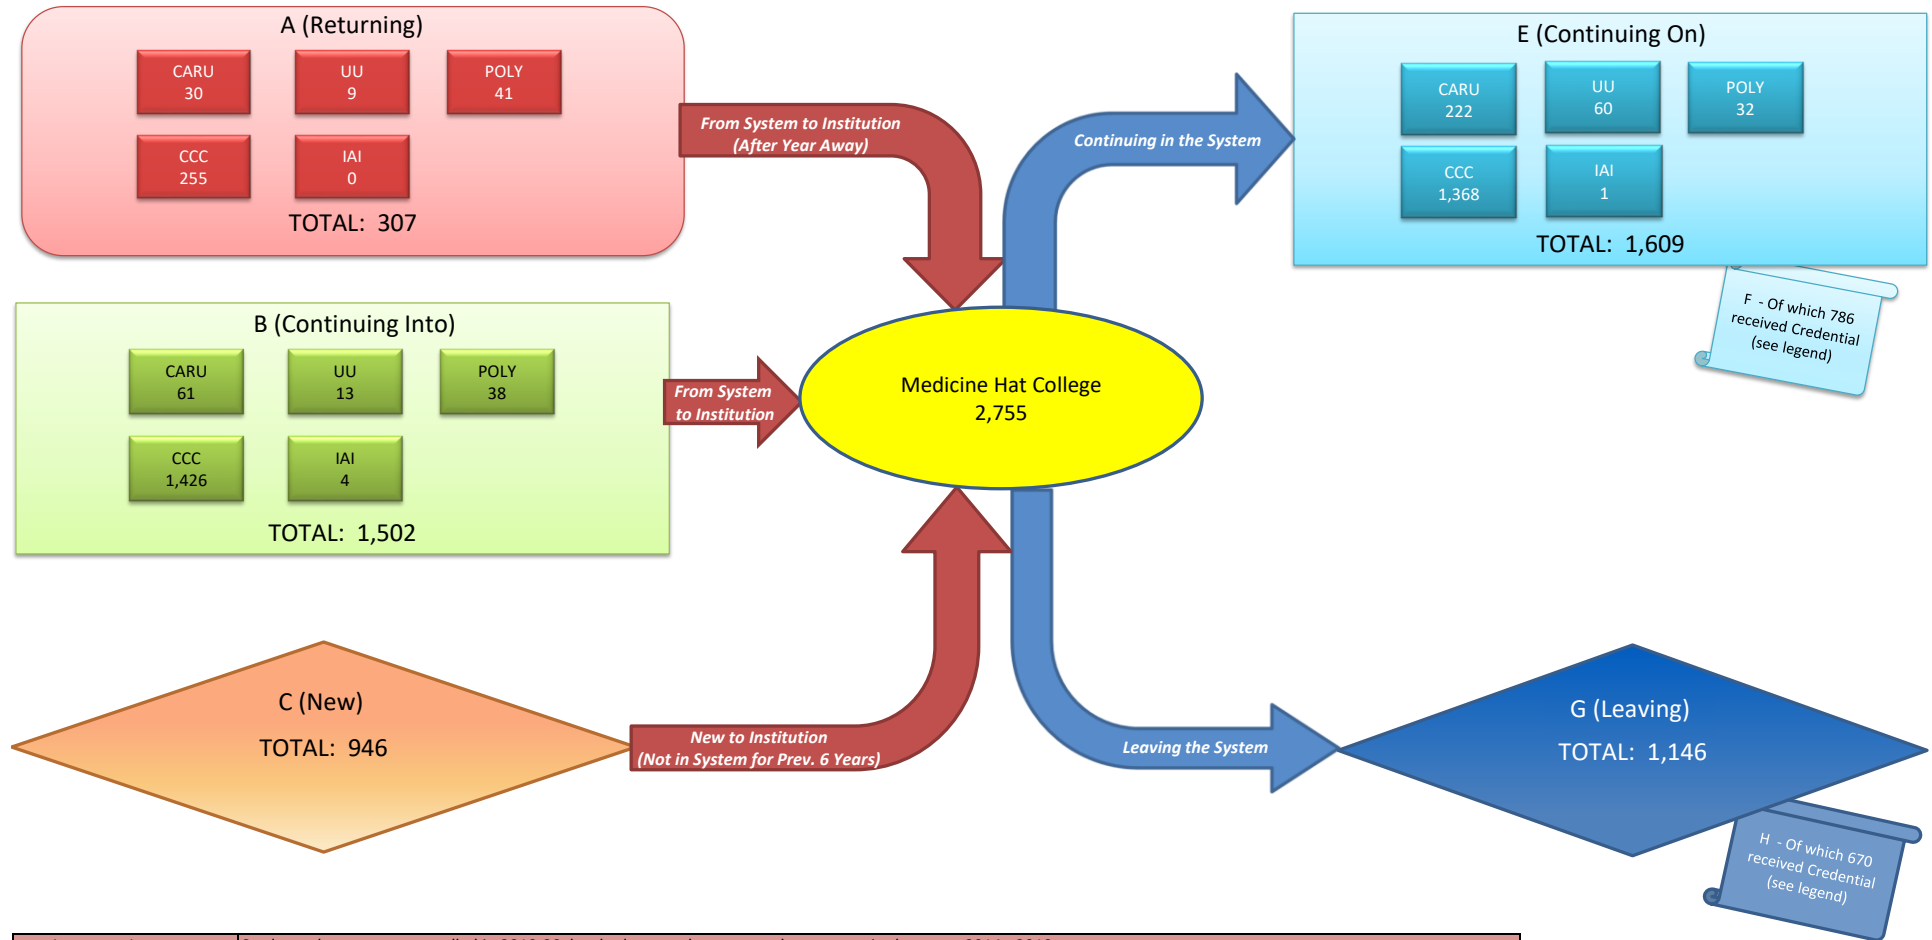 A (Returning)
CARU
30
UU
9
POLY
41
CCC
255
IAI
0
TOTAL: 307
From System to Institution
(After Year Away)
B (Continuing Into)
CARU
61
UU
13
POLY
38
CCC
1,426
IAI
4
TOTAL: 1,502
From System
to Institution
C (New)
TOTAL: 946
New to Institution
(Not in System for Prev. 6 Years)
Medicine Hat College
2,755
Continuing in the System
E (Continuing On)
CARU
222
UU
60
POLY
32
CCC
1,368
IAI
1
TOTAL: 1,609
F - Of which 786
received Credential
(see legend)
Leaving the System
G (Leaving)
TOTAL: 1,146
H - Of which 670
received Credential
(see legend)